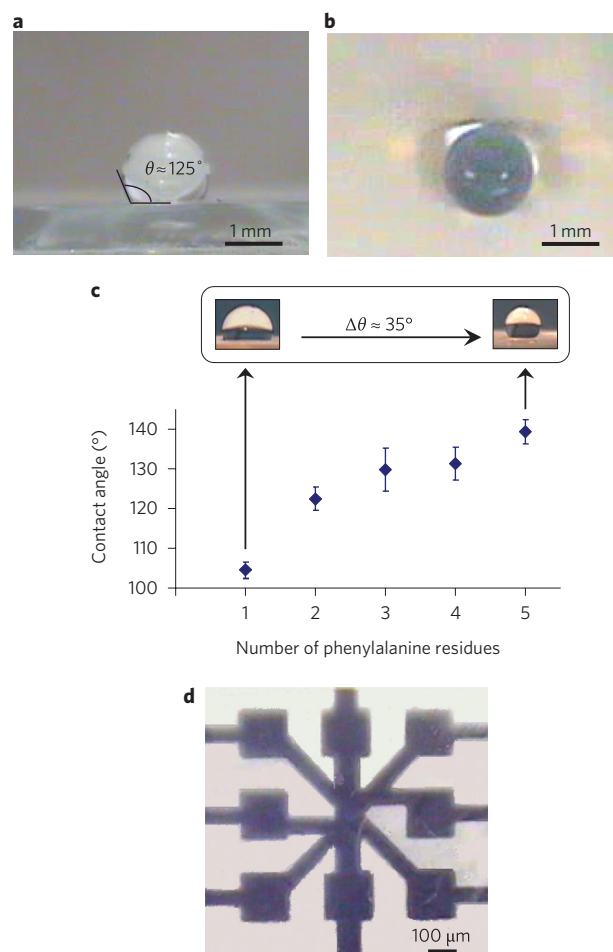 a
b
θ ≈ 125°
1 mm
1 mm
c
Δθ ≈ 35°
Contact angle (°)
140
130
120
110
100
1 2 3 4 5
Number of phenylalanine residues
d
100 μm